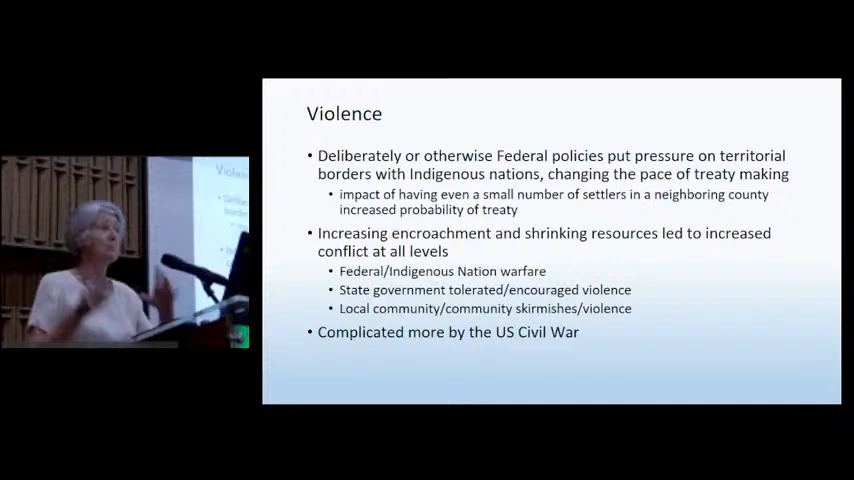 Violence
• Deliberately or otherwise Federal policies put pressure on territorial
borders with Indigenous nations, changing the pace of treaty making
• impact of having even a small number of settlers in a neighboring county
increased probability of treaty
• Increasing encroachment and shrinking resources led to increased
conflict at all levels
• Federal/Indigenous Nation warfare
• State government tolerated/encouraged violence
• Local community/community skirmishes/violence
• Complicated more by the US Civil War